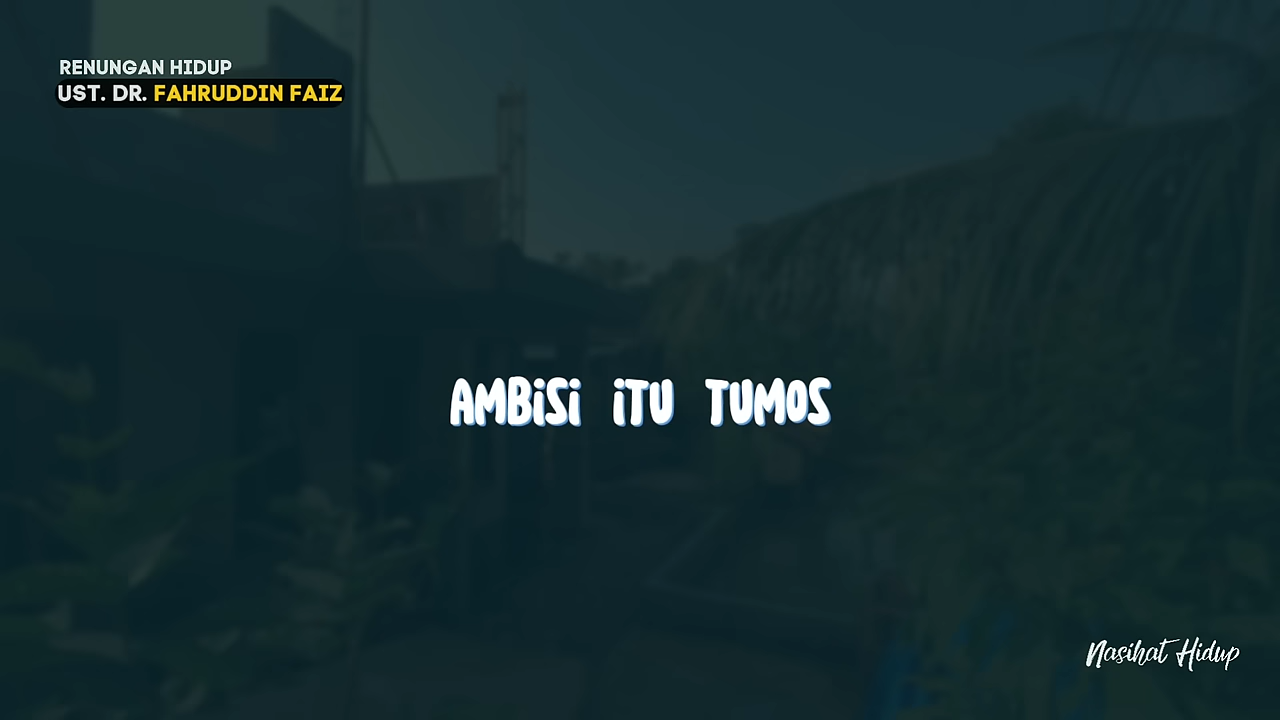 RENUNGAN HIDUP
UST. DR. FAHRUDDIN FAIZ
AMBiSi iTU TUMOS
Nasihat Hidup